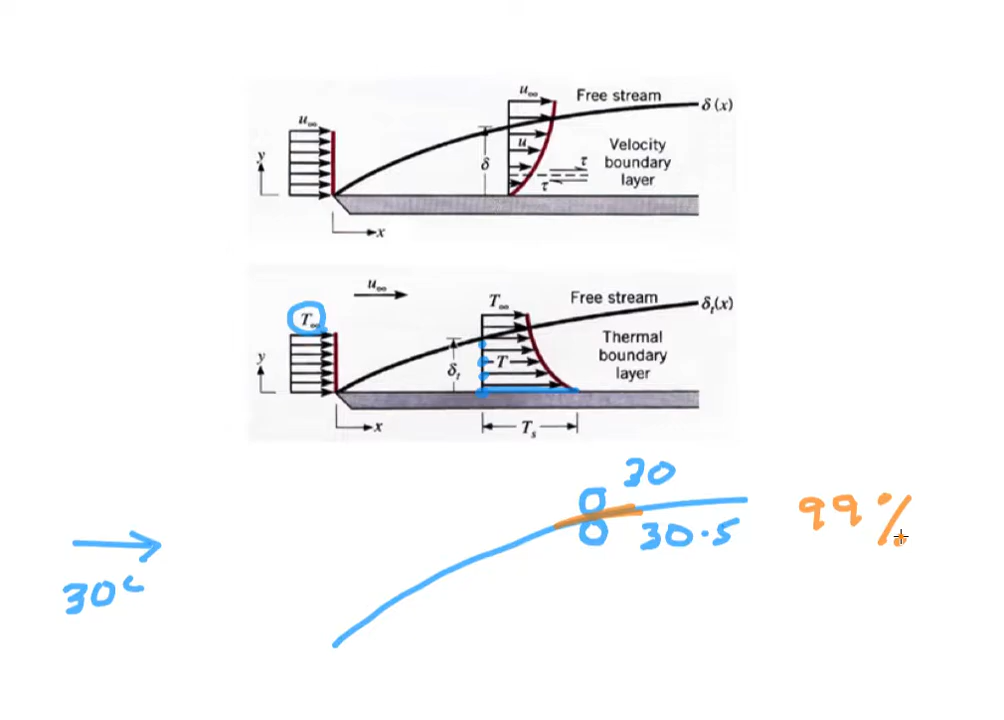 u∞ Free stream δ(x)
u∞
y δ u Velocity
boundary
layer
τ
τ
x
u∞
T∞ T∞ Free stream δt(x)
y δt T Thermal
boundary
layer
x Ts
30
99%
30.5
30c